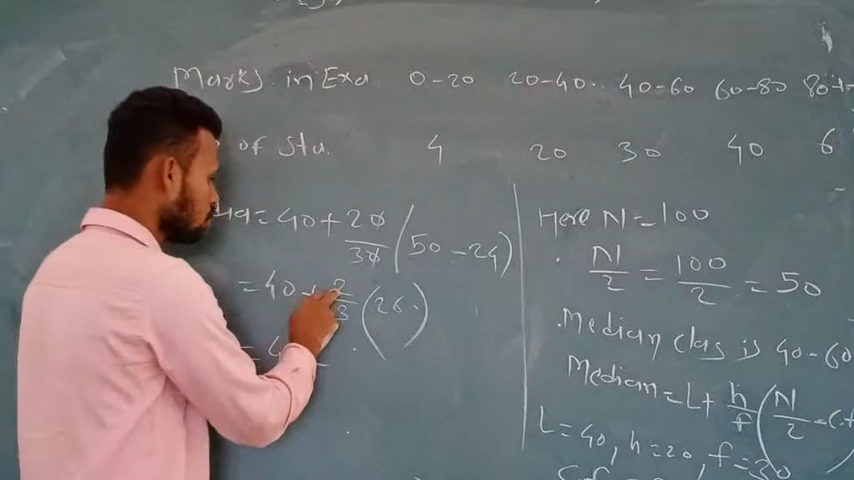 Marks in Exa. 0-20 20-40 40-60 60-80 80-1
of Stu. 4 20 30 40 6
= 40 + 20/30 (50 - 24)
= 40 + 2/3 (26)
= 4
Here N = 100
N/2 = 100/2 = 50
Median class is 40-60
Median = L + h/f (N/2 - c.f
L = 40, h = 20, f = 30